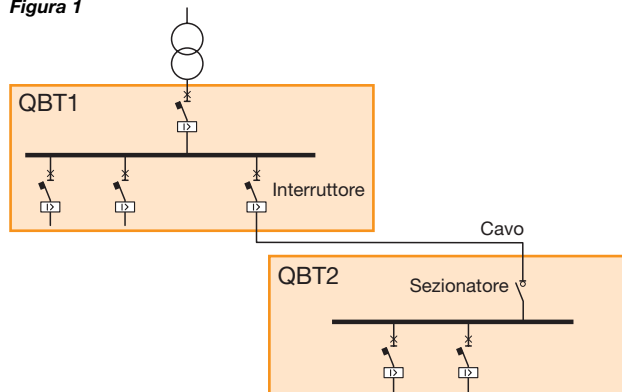 Figura 1
QBT1
I>
I>
I>
I>
Interruttore
Cavo
QBT2
Sezionatore
I>
I>